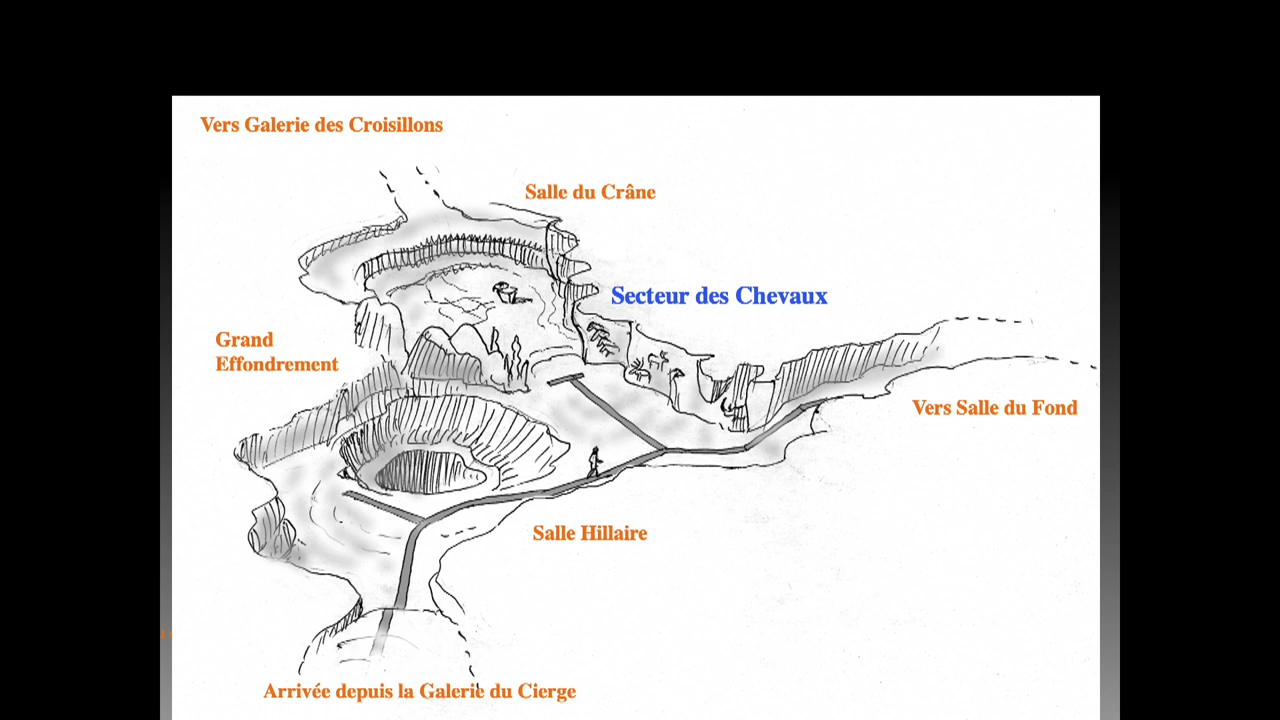 Vers Galerie des Croisillons
Salle du Crâne
Secteur des Chevaux
Grand
Effondrement
Vers Salle du Fond
Salle Hillaire
Arrivée depuis la Galerie du Cierge